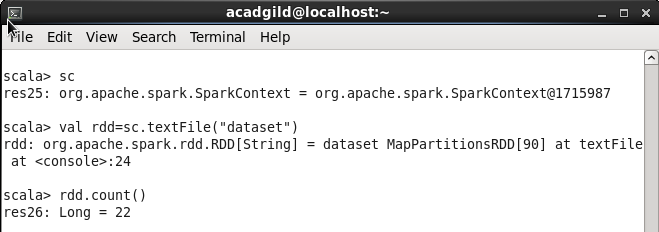 acadgild@localhost:~
File Edit View Search Terminal Help
scala> sc
res25: org.apache.spark.SparkContext = org.apache.spark.SparkContext@1715987
scala> val rdd=sc.textFile("dataset")
rdd: org.apache.spark.rdd.RDD[String] = dataset MapPartitionsRDD[90] at textFile
at <console>:24
scala> rdd.count()
res26: Long = 22